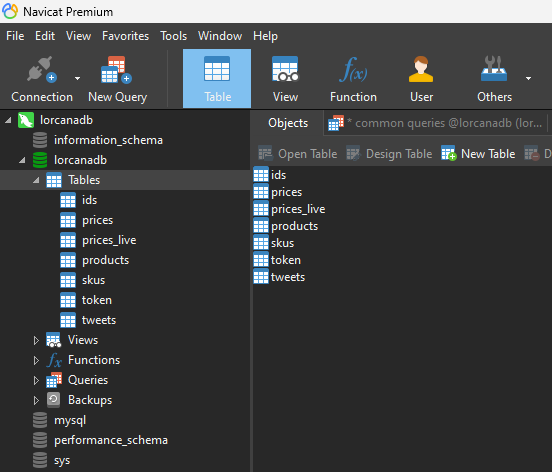 Navicat Premium
File Edit View Favorites Tools Window Help
Connection New Query Table View Function User Others
f(x)
lorcanadb
information_schema
lorcanadb
Tables
ids
prices
prices_live
products
skus
token
tweets
Views
Functions
Queries
Backups
mysql
performance_schema
sys
Objects * common queries @lorcanadb (lor...
Open Table Design Table New Table D
ids
prices
prices_live
products
skus
token
tweets